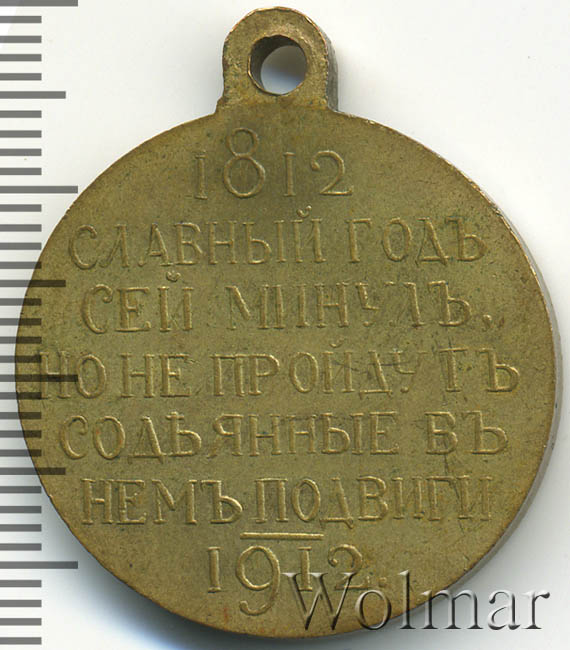 1812
СЛАВНЫЙ ГОДЪ
СЕЙ МИНУЛЪ,
НО НЕ ПРОЙДУТЪ
СОДѢЯННЫЕ ВЪ
НЕМЪ ПОДВИГИ
1912.
Wolmar